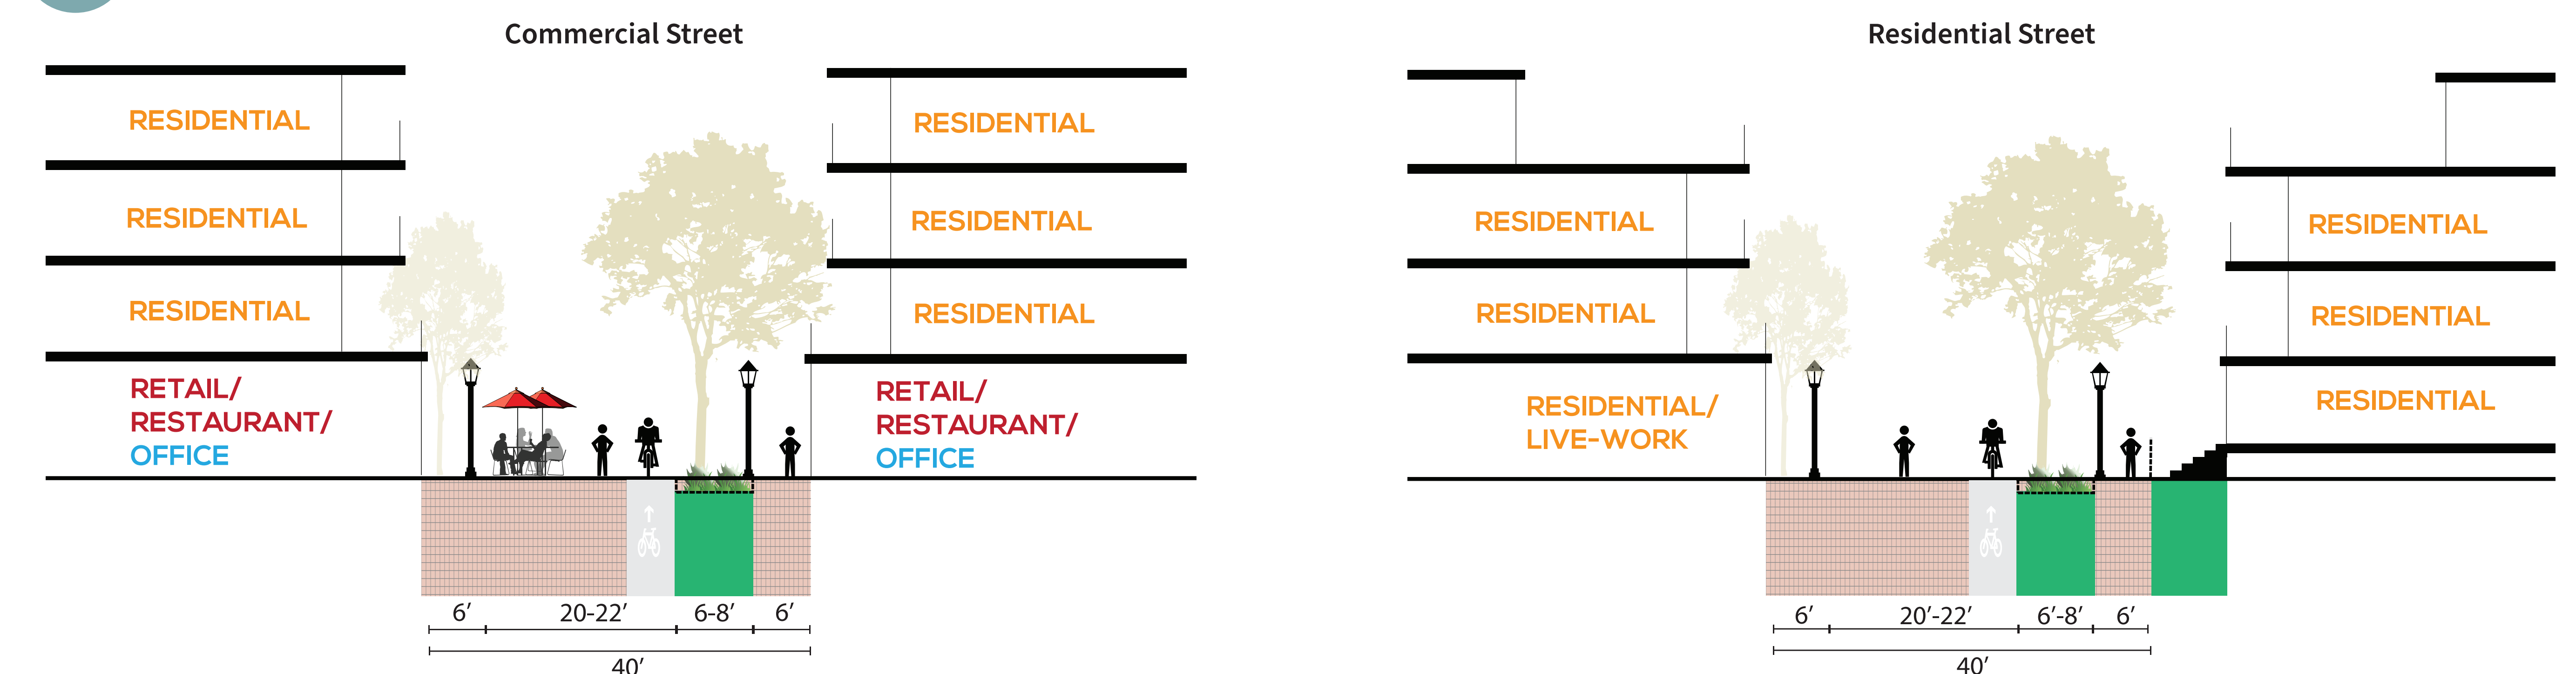 Commercial Street
RESIDENTIAL
RESIDENTIAL
RESIDENTIAL
RETAIL/
RESTAURANT/
OFFICE
RESIDENTIAL
RESIDENTIAL
RESIDENTIAL
RETAIL/
RESTAURANT/
OFFICE
6’ 20-22’ 6-8’ 6’
40’
Residential Street
RESIDENTIAL
RESIDENTIAL
RESIDENTIAL/
LIVE-WORK
RESIDENTIAL
RESIDENTIAL
RESIDENTIAL
6’ 20’-22’ 6’-8’ 6’
40’